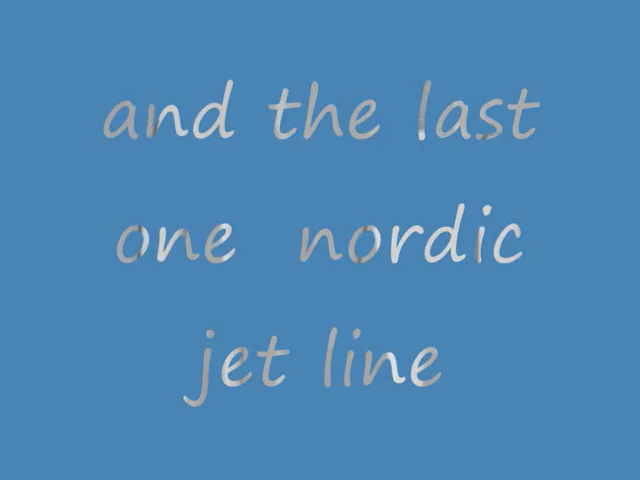 and the last
one nordic
jet line